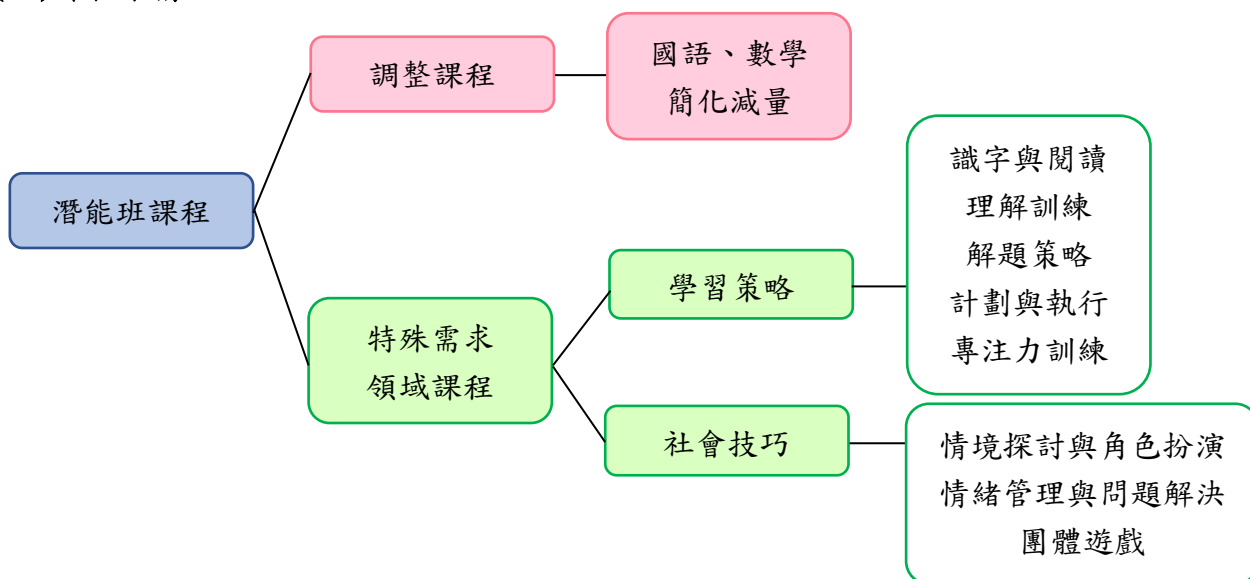 調整課程
國語、數學
簡化減量
潛能班課程
特殊需求
領域課程
學習策略
識字與閱讀
理解訓練
解題策略
計劃與執行
專注力訓練
社會技巧
情境探討與角色扮演
情緒管理與問題解決
團體遊戲